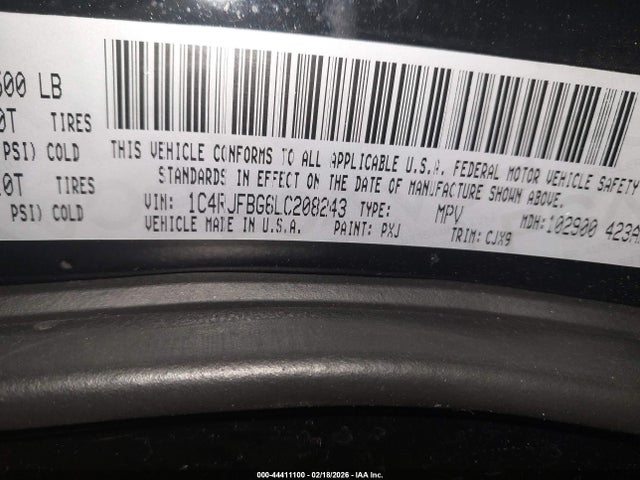 500 LB
0T TIRES
PSI) COLD
0T TIRES
PSI) COLD
THIS VEHICLE CONFORMS TO ALL APPLICABLE U.S.A. FEDERAL MOTOR VEHICLE SAFETY
STANDARDS IN EFFECT ON THE DATE OF MANUFACTURE SHOWN ABOVE.
VIN: 1C4RJFBG6LC208243 TYPE: MPV MDH: 102900 423A
VEHICLE MADE IN U.S.A. PAINT: PXJ TRIM: CJX9
000-44411100 - 02/18/2026 - IAA Inc.